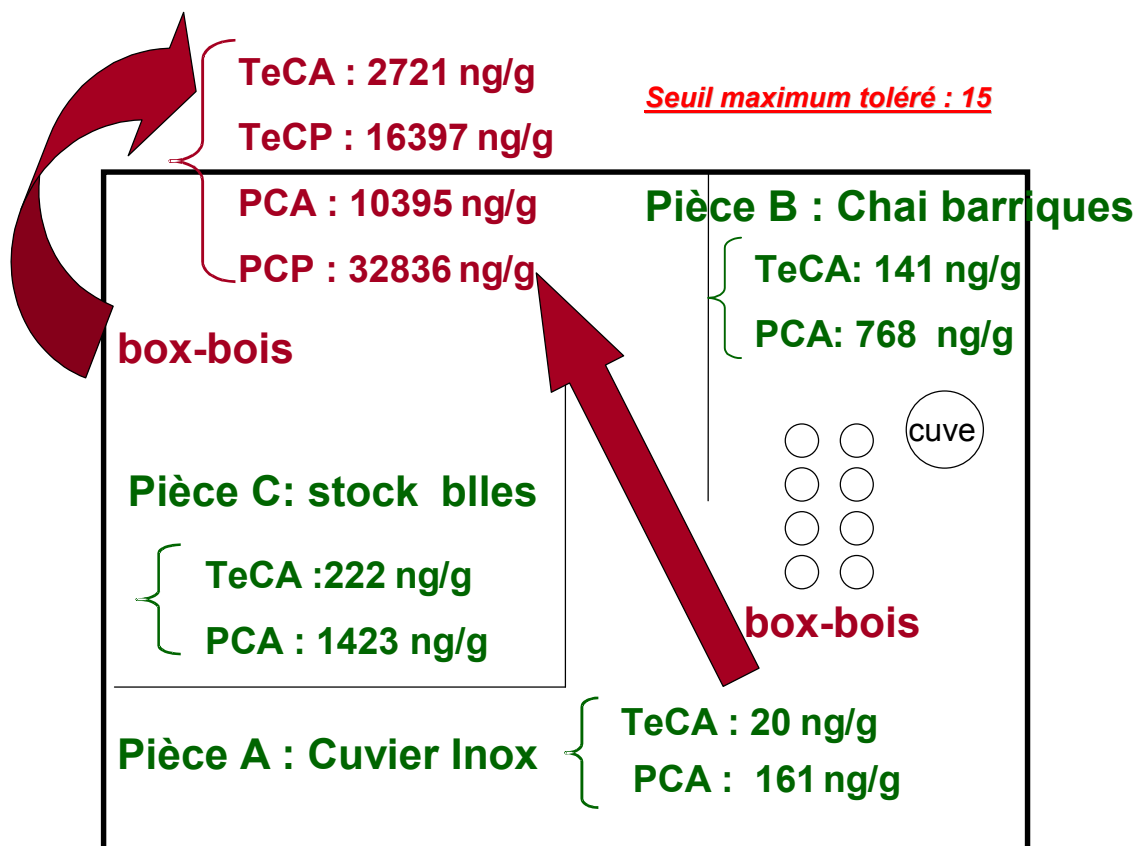 TeCA : 2721 ng/g
TeCP : 16397 ng/g
PCA : 10395 ng/g
PCP : 32836 ng/g
Seuil maximum toléré : 15
box-bois
Pièce B : Chai barriques
TeCA: 141 ng/g
PCA: 768 ng/g
cuve
box-bois
Pièce C: stock blles
TeCA :222 ng/g
PCA : 1423 ng/g
Pièce A : Cuvier Inox
TeCA : 20 ng/g
PCA : 161 ng/g